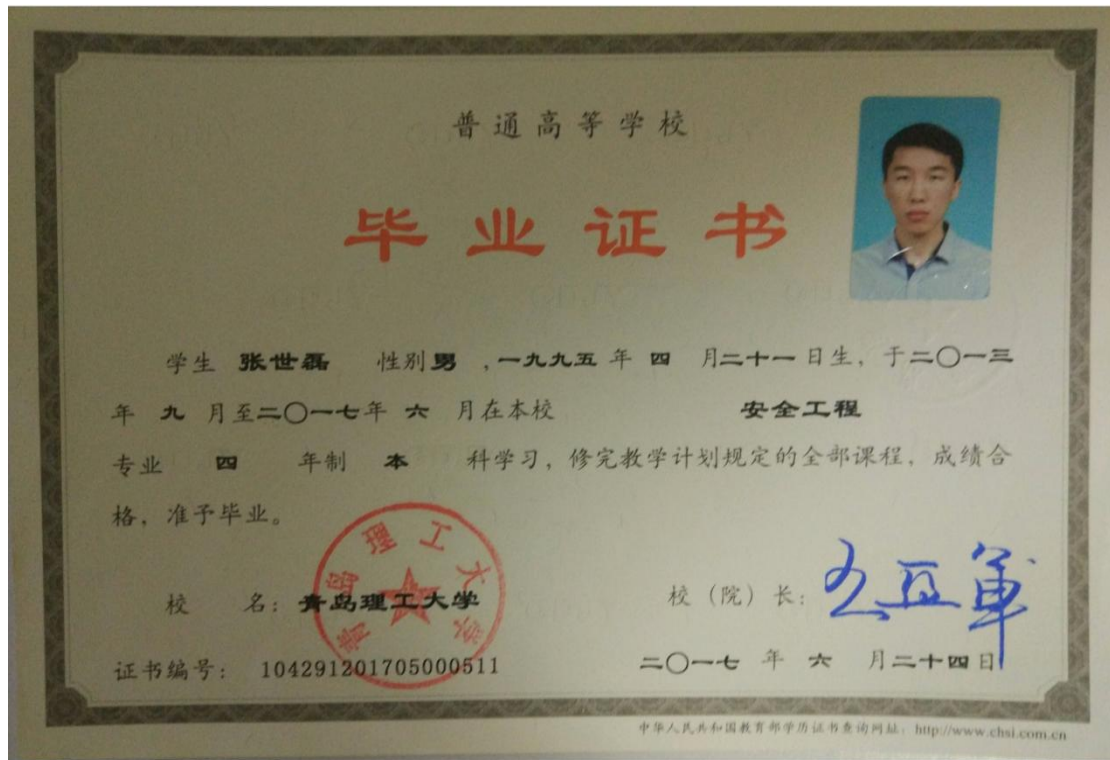 普通高等学校
毕业证书
学生 张世磊 性别 男 ,一九九五 年 四 月二十一日生，于二〇一三
年 九 月至二〇一七年 六 月在本校 安全工程
专业 四 年制 本 科学习，修完教学计划规定的全部课程，成绩合
格，准予毕业。
青岛理工大学
校 名：青岛理工大学 校（院）长：
证书编号：104291201705000511 二〇一七 年 六 月二十四日
中华人民共和国教育部学历证书查询网址：http://www.chsi.com.cn